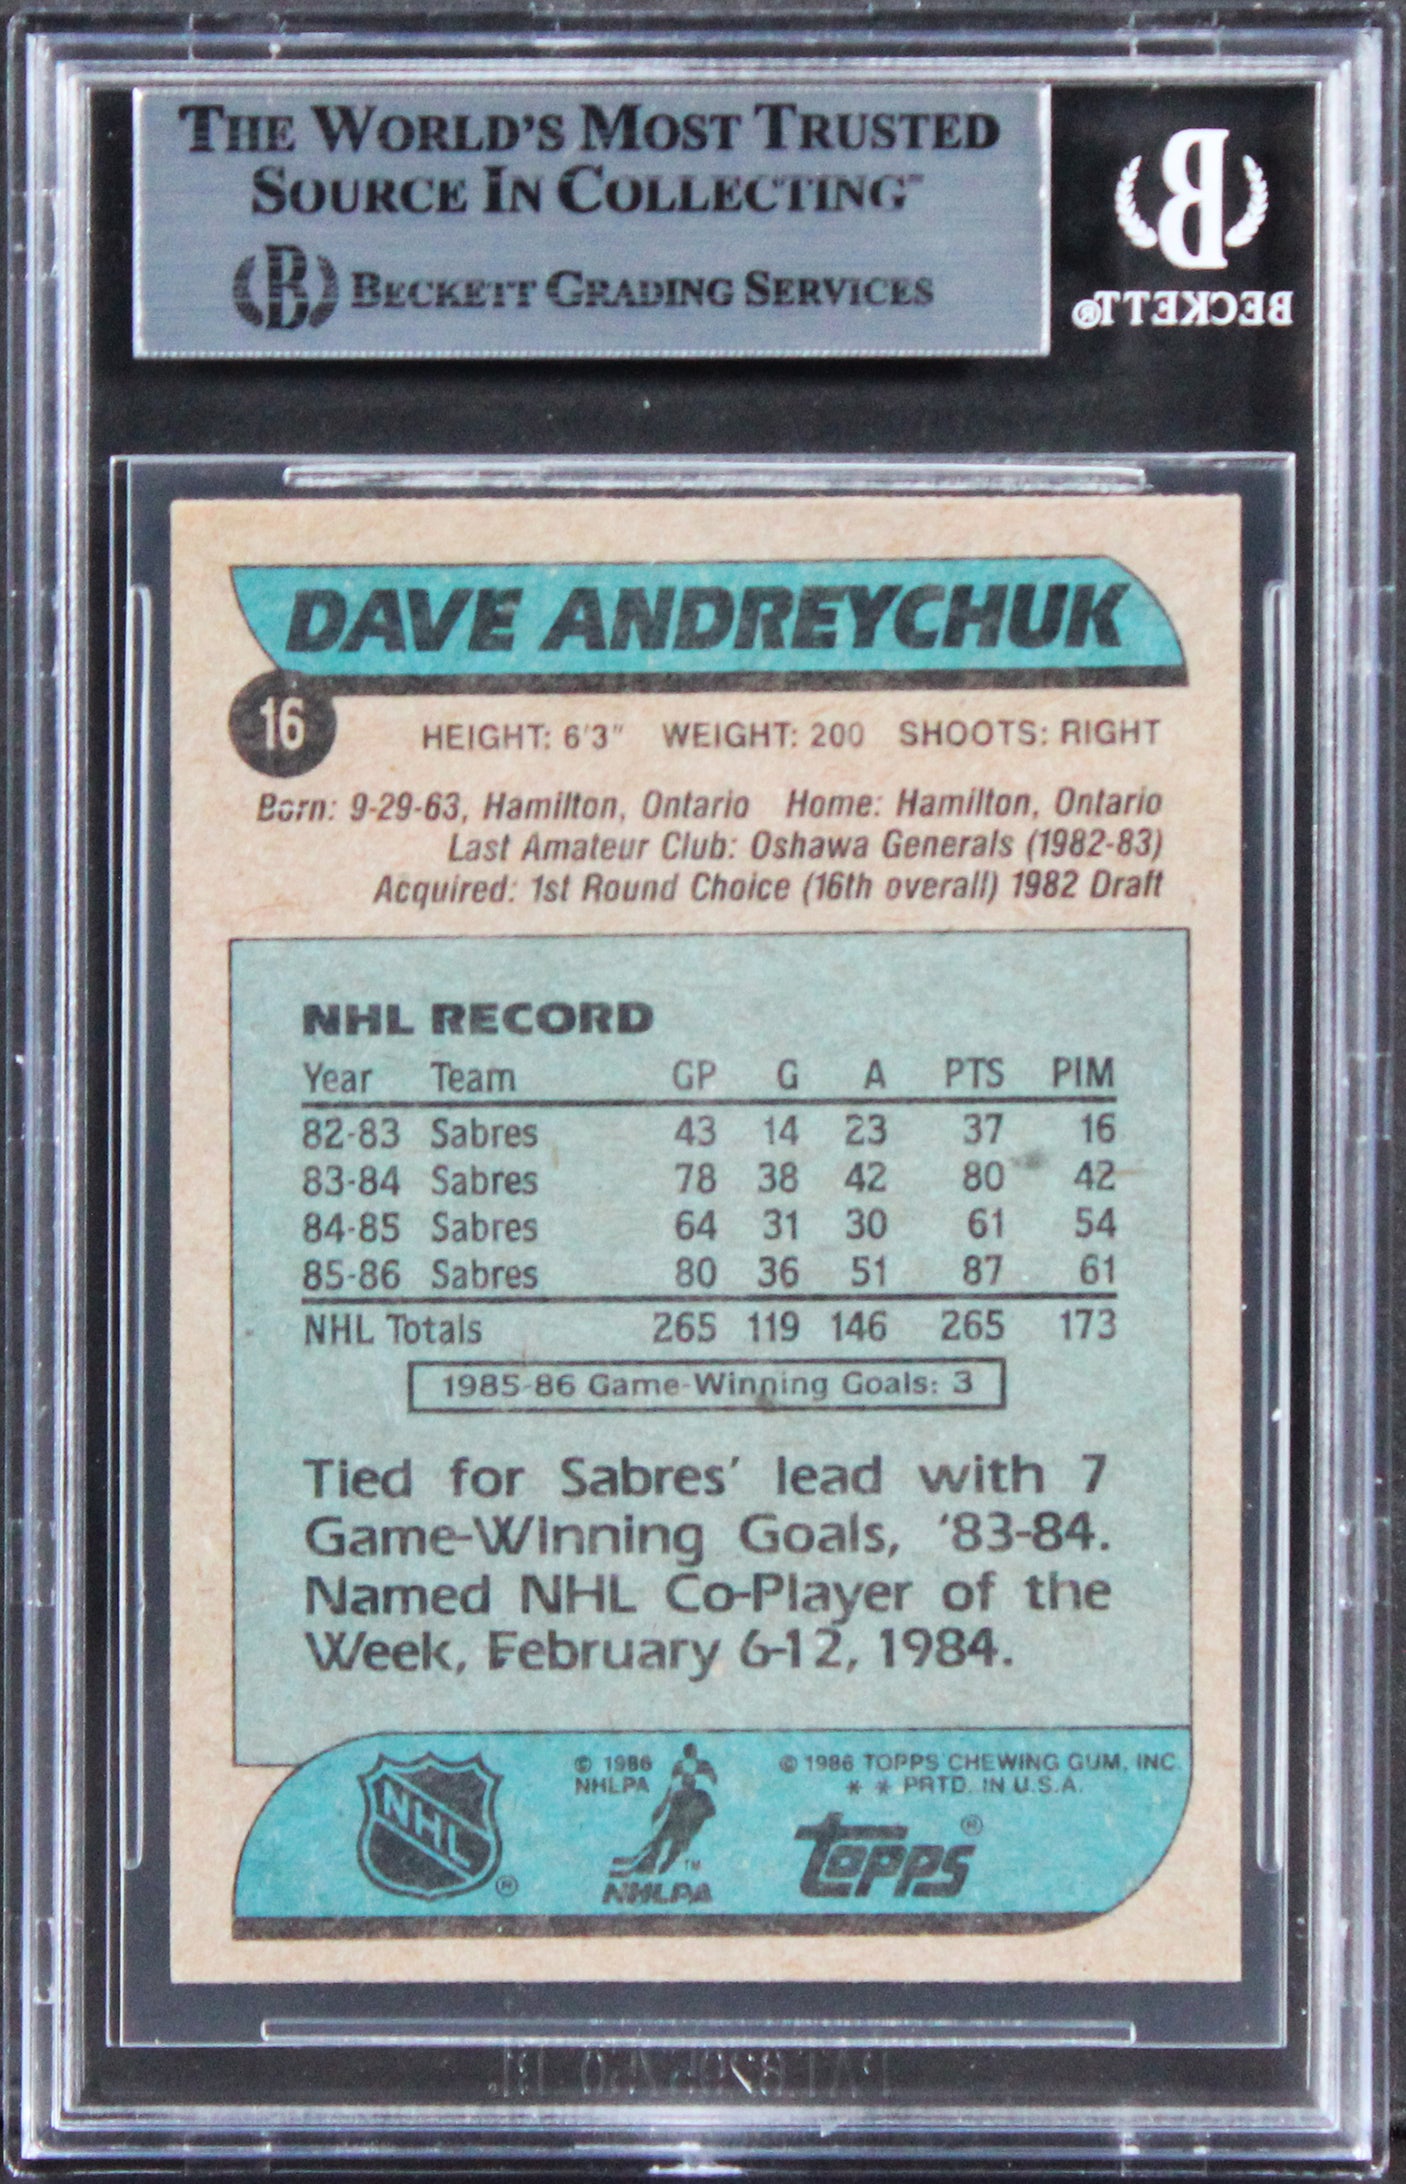 THE WORLD'S MOST TRUSTED
SOURCE IN COLLECTING™
B BECKETT GRADING SERVICES
B
BECKETT®
DAVE ANDREYCHUK
16
HEIGHT: 6'3" WEIGHT: 200 SHOOTS: RIGHT
Born: 9-29-63, Hamilton, Ontario Home: Hamilton, Ontario
Last Amateur Club: Oshawa Generals (1982-83)
Acquired: 1st Round Choice (16th overall) 1982 Draft
NHL RECORD
Year Team GP G A PTS PIM
82-83 Sabres 43 14 23 37 16
83-84 Sabres 78 38 42 80 42
84-85 Sabres 64 31 30 61 54
85-86 Sabres 80 36 51 87 61
NHL Totals 265 119 146 265 173
1985-86 Game-Winning Goals: 3
Tied for Sabres' lead with 7
Game-Winning Goals, '83-84.
Named NHL Co-Player of the
Week, February 6-12, 1984.
NHL ®
© 1986
NHLPA
TM
NHLPA
© 1986 TOPPS CHEWING GUM, INC.
* * PRTD. IN U.S.A.
TOPPS ®